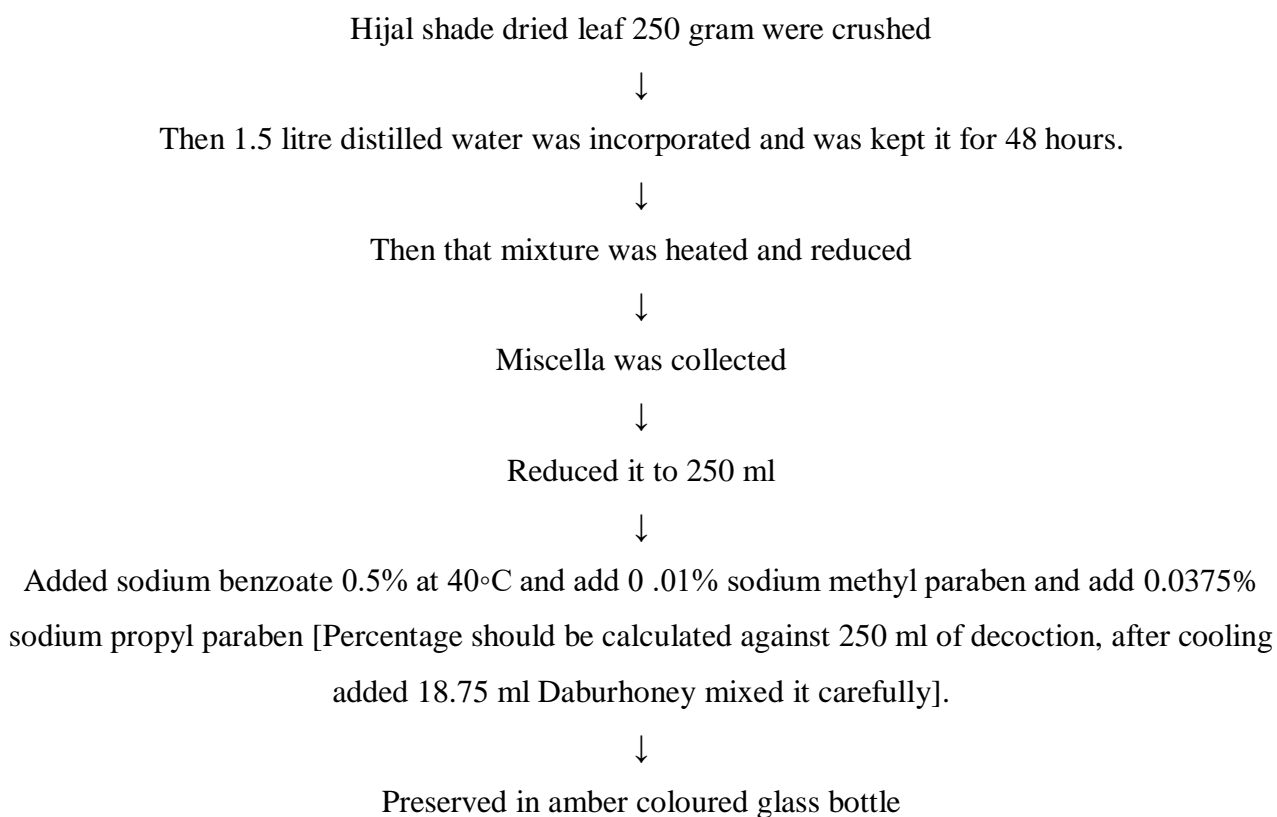 Hijal shade dried leaf 250 gram were crushed
↓
Then 1.5 litre distilled water was incorporated and was kept it for 48 hours.
↓
Then that mixture was heated and reduced
↓
Miscella was collected
↓
Reduced it to 250 ml
↓
Added sodium benzoate 0.5% at 40◦C and add 0 .01% sodium methyl paraben and add 0.0375%
sodium propyl paraben [Percentage should be calculated against 250 ml of decoction, after cooling
added 18.75 ml Daburhoney mixed it carefully].
↓
Preserved in amber coloured glass bottle